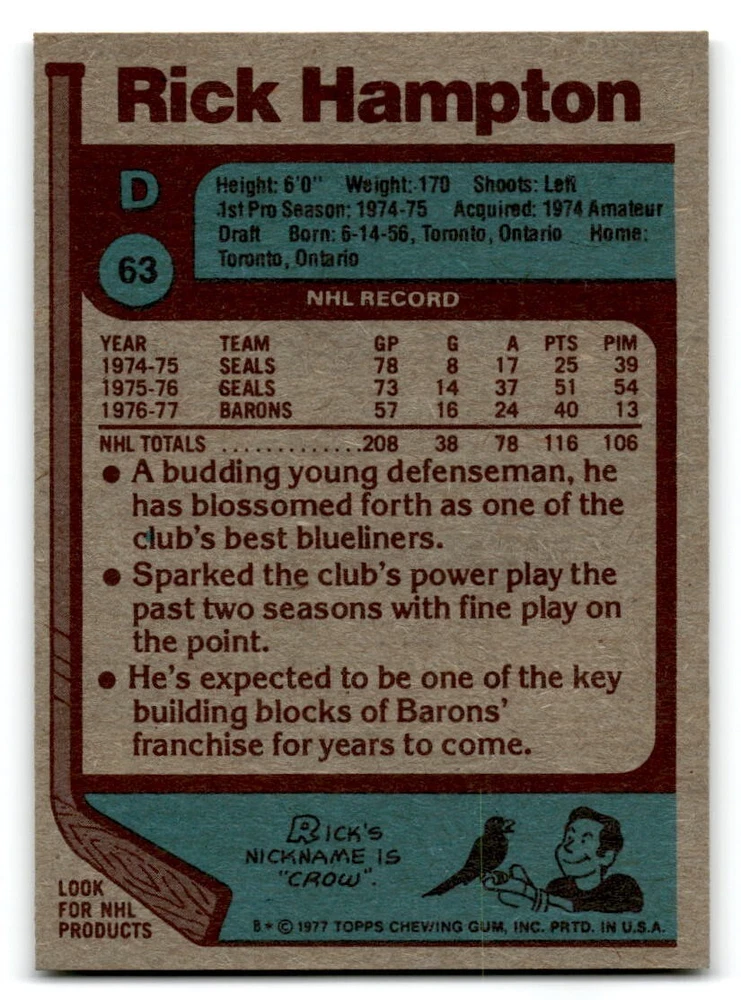 Rick Hampton
D
Height: 6'0" Weight: 170 Shoots: Left
1st Pro Season: 1974-75 Acquired: 1974 Amateur
Draft Born: 6-14-56, Toronto, Ontario Home:
Toronto, Ontario
63
NHL RECORD
YEAR TEAM GP G A PTS PIM
1974-75 SEALS 78 8 17 25 39
1975-76 SEALS 73 14 37 51 54
1976-77 BARONS 57 16 24 40 13
NHL TOTALS .............208 38 78 116 106
• A budding young defenseman, he
has blossomed forth as one of the
club's best blueliners.
• Sparked the club's power play the
past two seasons with fine play on
the point.
• He's expected to be one of the key
building blocks of Barons'
franchise for years to come.
RICK'S
NICKNAME IS
"CROW".
LOOK
FOR NHL
PRODUCTS
B* © 1977 TOPPS CHEWING GUM, INC. PRTD. IN U.S.A.